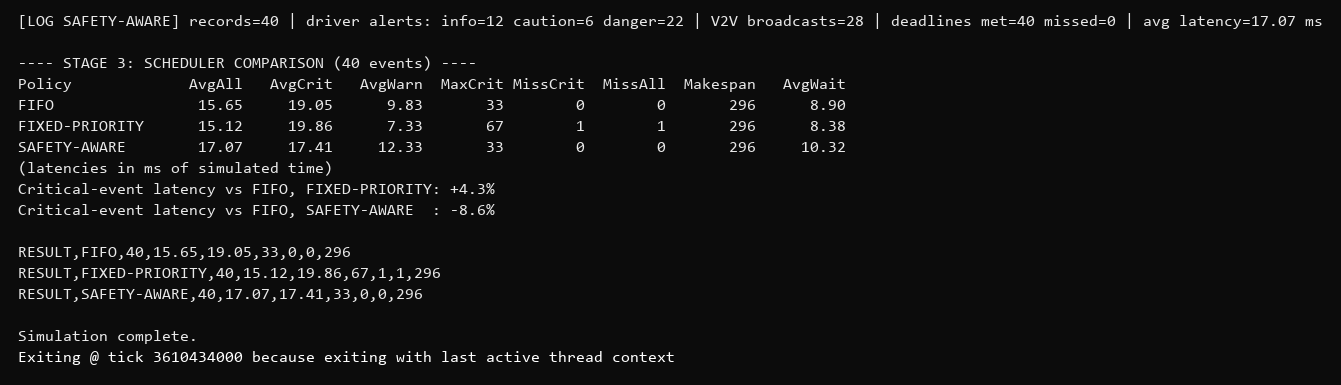 [LOG SAFETY-AWARE] records=40 | driver alerts: info=12 caution=6 danger=22 | V2V broadcasts=28 | deadlines met=40 missed=0 | avg latency=17.07 ms
---- STAGE 3: SCHEDULER COMPARISON (40 events) ----
Policy             AvgAll   AvgCrit   AvgWarn  MaxCrit MissCrit  MissAll  Makespan   AvgWait
FIFO                15.65     19.05      9.83       33        0        0       296      8.90
FIXED-PRIORITY      15.12     19.86      7.33       67        1        1       296      8.38
SAFETY-AWARE        17.07     17.41     12.33       33        0        0       296     10.32
(latencies in ms of simulated time)
Critical-event latency vs FIFO, FIXED-PRIORITY: +4.3%
Critical-event latency vs FIFO, SAFETY-AWARE  : -8.6%
RESULT,FIFO,40,15.65,19.05,33,0,0,296
RESULT,FIXED-PRIORITY,40,15.12,19.86,67,1,1,296
RESULT,SAFETY-AWARE,40,17.07,17.41,33,0,0,296
Simulation complete.
Exiting @ tick 3610434000 because exiting with last active thread context